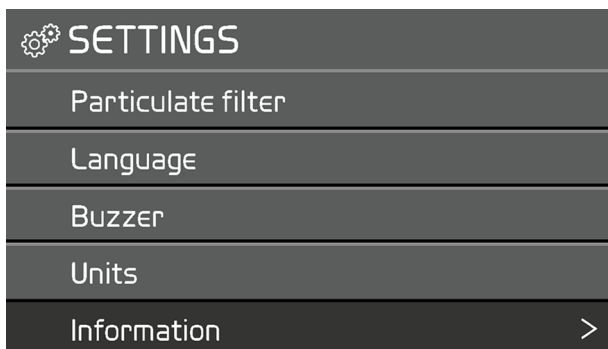 SETTINGS
Particulate filter
Language
Buzzer
Units
Information >